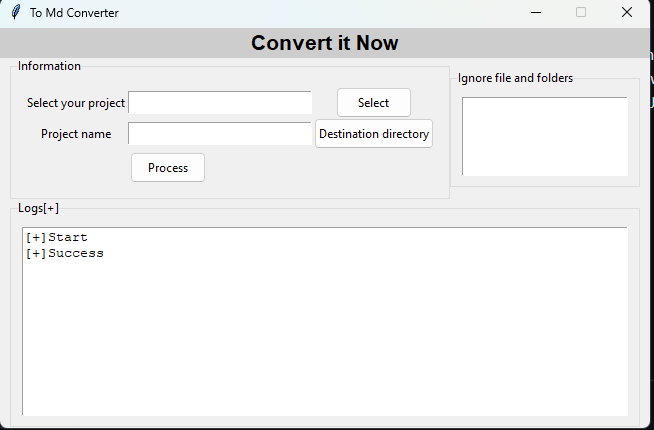 To Md Converter
Convert it Now
Information
Select your project
Select
Project name
Destination directory
Process
Ignore file and folders
Logs[+]
[+]Start
[+]Success